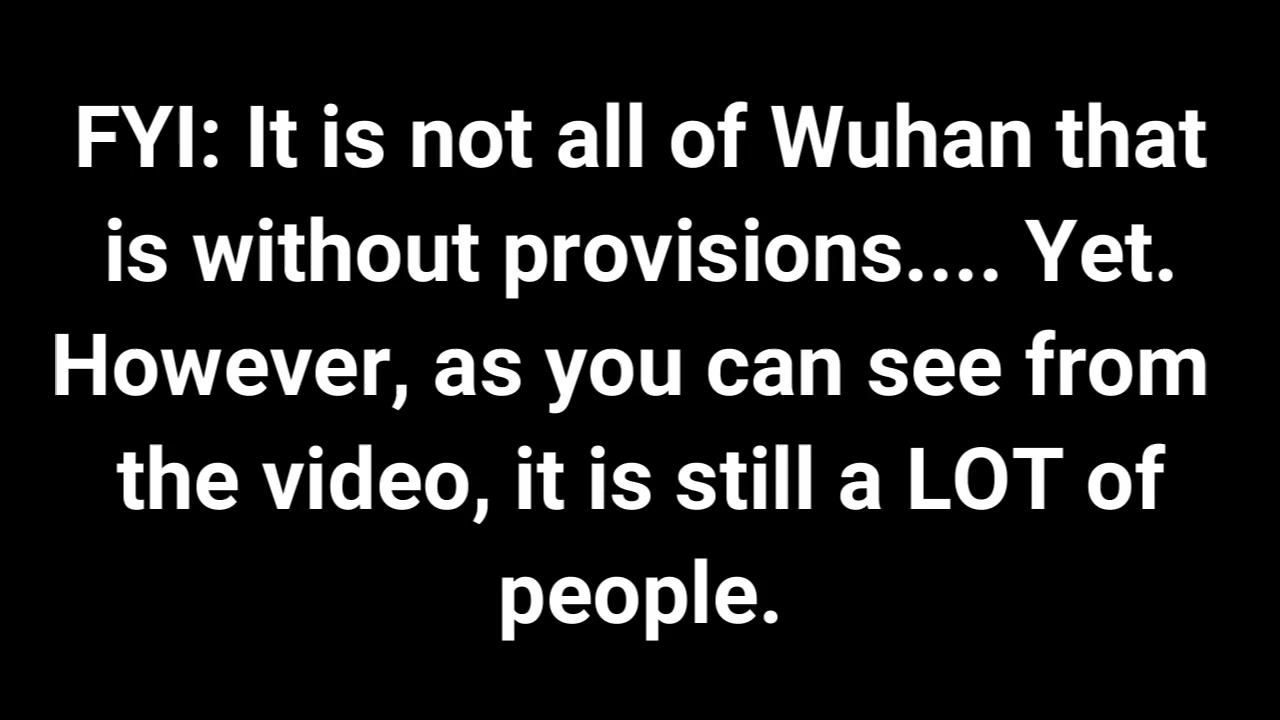 FYI: It is not all of Wuhan that
is without provisions.... Yet.
However, as you can see from
the video, it is still a LOT of
people.